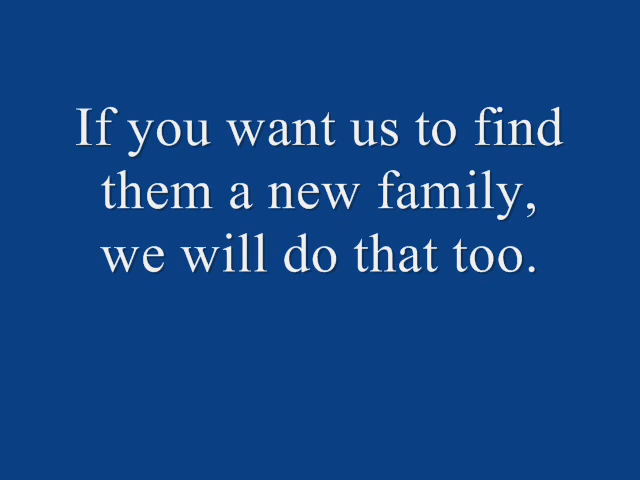 If you want us to find
them a new family,
we will do that too.